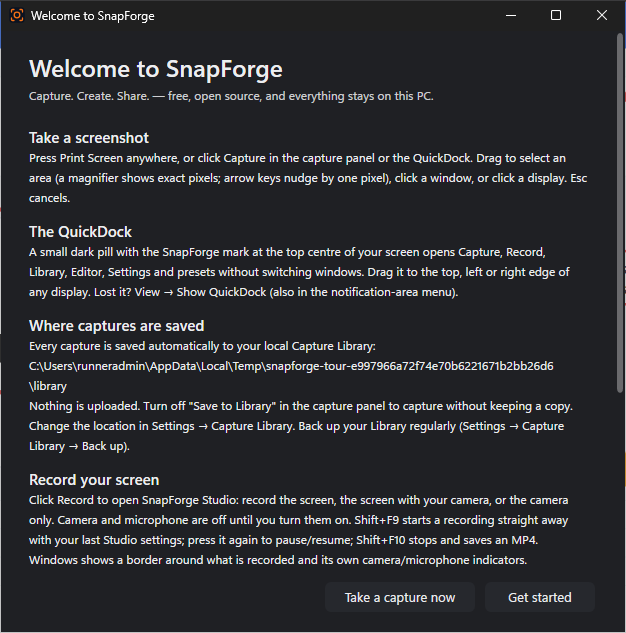 Welcome to SnapForge
Welcome to SnapForge
Capture. Create. Share. — free, open source, and everything stays on this PC.
Take a screenshot
Press Print Screen anywhere, or click Capture in the capture panel or the QuickDock. Drag to select an
area (a magnifier shows exact pixels; arrow keys nudge by one pixel), click a window, or click a display. Esc
cancels.
The QuickDock
A small dark pill with the SnapForge mark at the top centre of your screen opens Capture, Record,
Library, Editor, Settings and presets without switching windows. Drag it to the top, left or right edge of
any display. Lost it? View → Show QuickDock (also in the notification-area menu).
Where captures are saved
Every capture is saved automatically to your local Capture Library:
C:\Users\runneradmin\AppData\Local\Temp\snapforge-tour-e997966a72f74e70b6221671b2bb26d6
\library
Nothing is uploaded. Turn off "Save to Library" in the capture panel to capture without keeping a copy.
Change the location in Settings → Capture Library. Back up your Library regularly (Settings → Capture
Library → Back up).
Record your screen
Click Record to open SnapForge Studio: record the screen, the screen with your camera, or the camera
only. Camera and microphone are off until you turn them on. Shift+F9 starts a recording straight away
with your last Studio settings; press it again to pause/resume; Shift+F10 stops and saves an MP4.
Windows shows a border around what is recorded and its own camera/microphone indicators.
Take a capture now
Get started